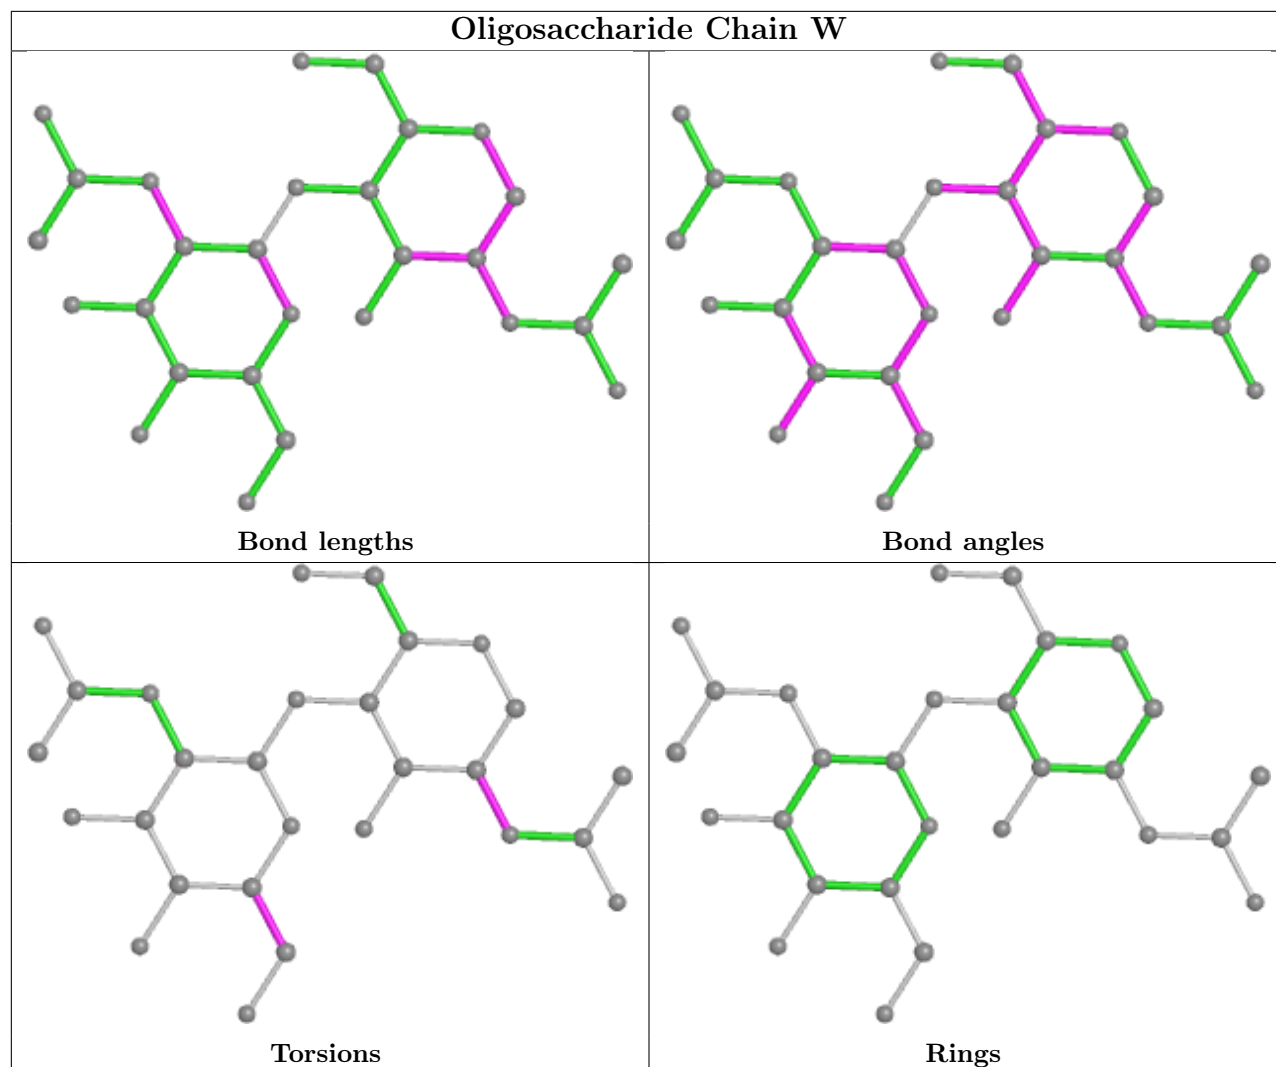 Oligosaccharide Chain W
Bond lengths
Bond angles
Torsions
Rings